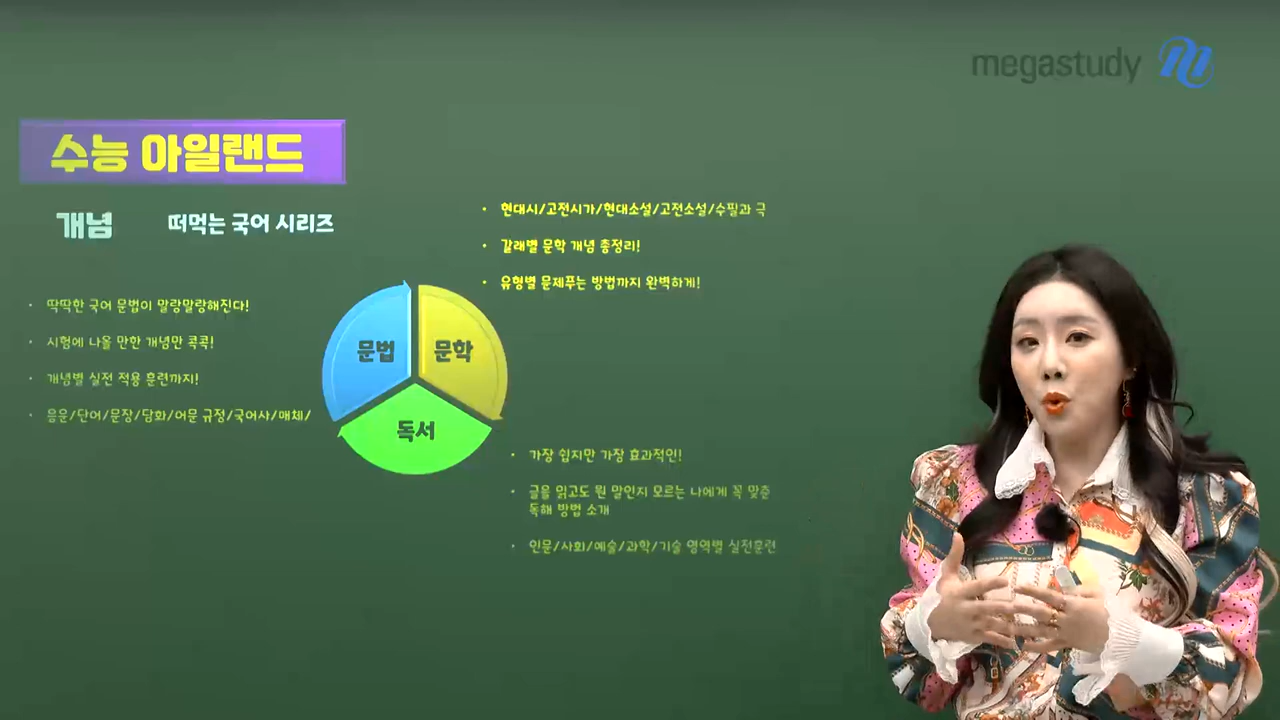 megastudy
수능 아일랜드
개념 떠먹는 국어 시리즈
• 현대시/고전시가/현대소설/고전소설/수필과 극
• 갈래별 문학 개념 총정리!
• 유형별 문제푸는 방법까지 완벽하게!
• 딱딱한 국어 문법이 말랑말랑해진다!
• 시험에 나올 만한 개념만 콕콕!
• 개념별 실전 적용 훈련까지!
• 음운/단어/문장/담화/어문 규정/국어사/매체/
문법
문학
독서
• 가장 쉽지만 가장 효과적인!
• 글을 읽고도 뭔 말인지 모르는 나에게 꼭 맞춘
독해 방법 소개
• 인문/사회/예술/과학/기술 영역별 실전훈련